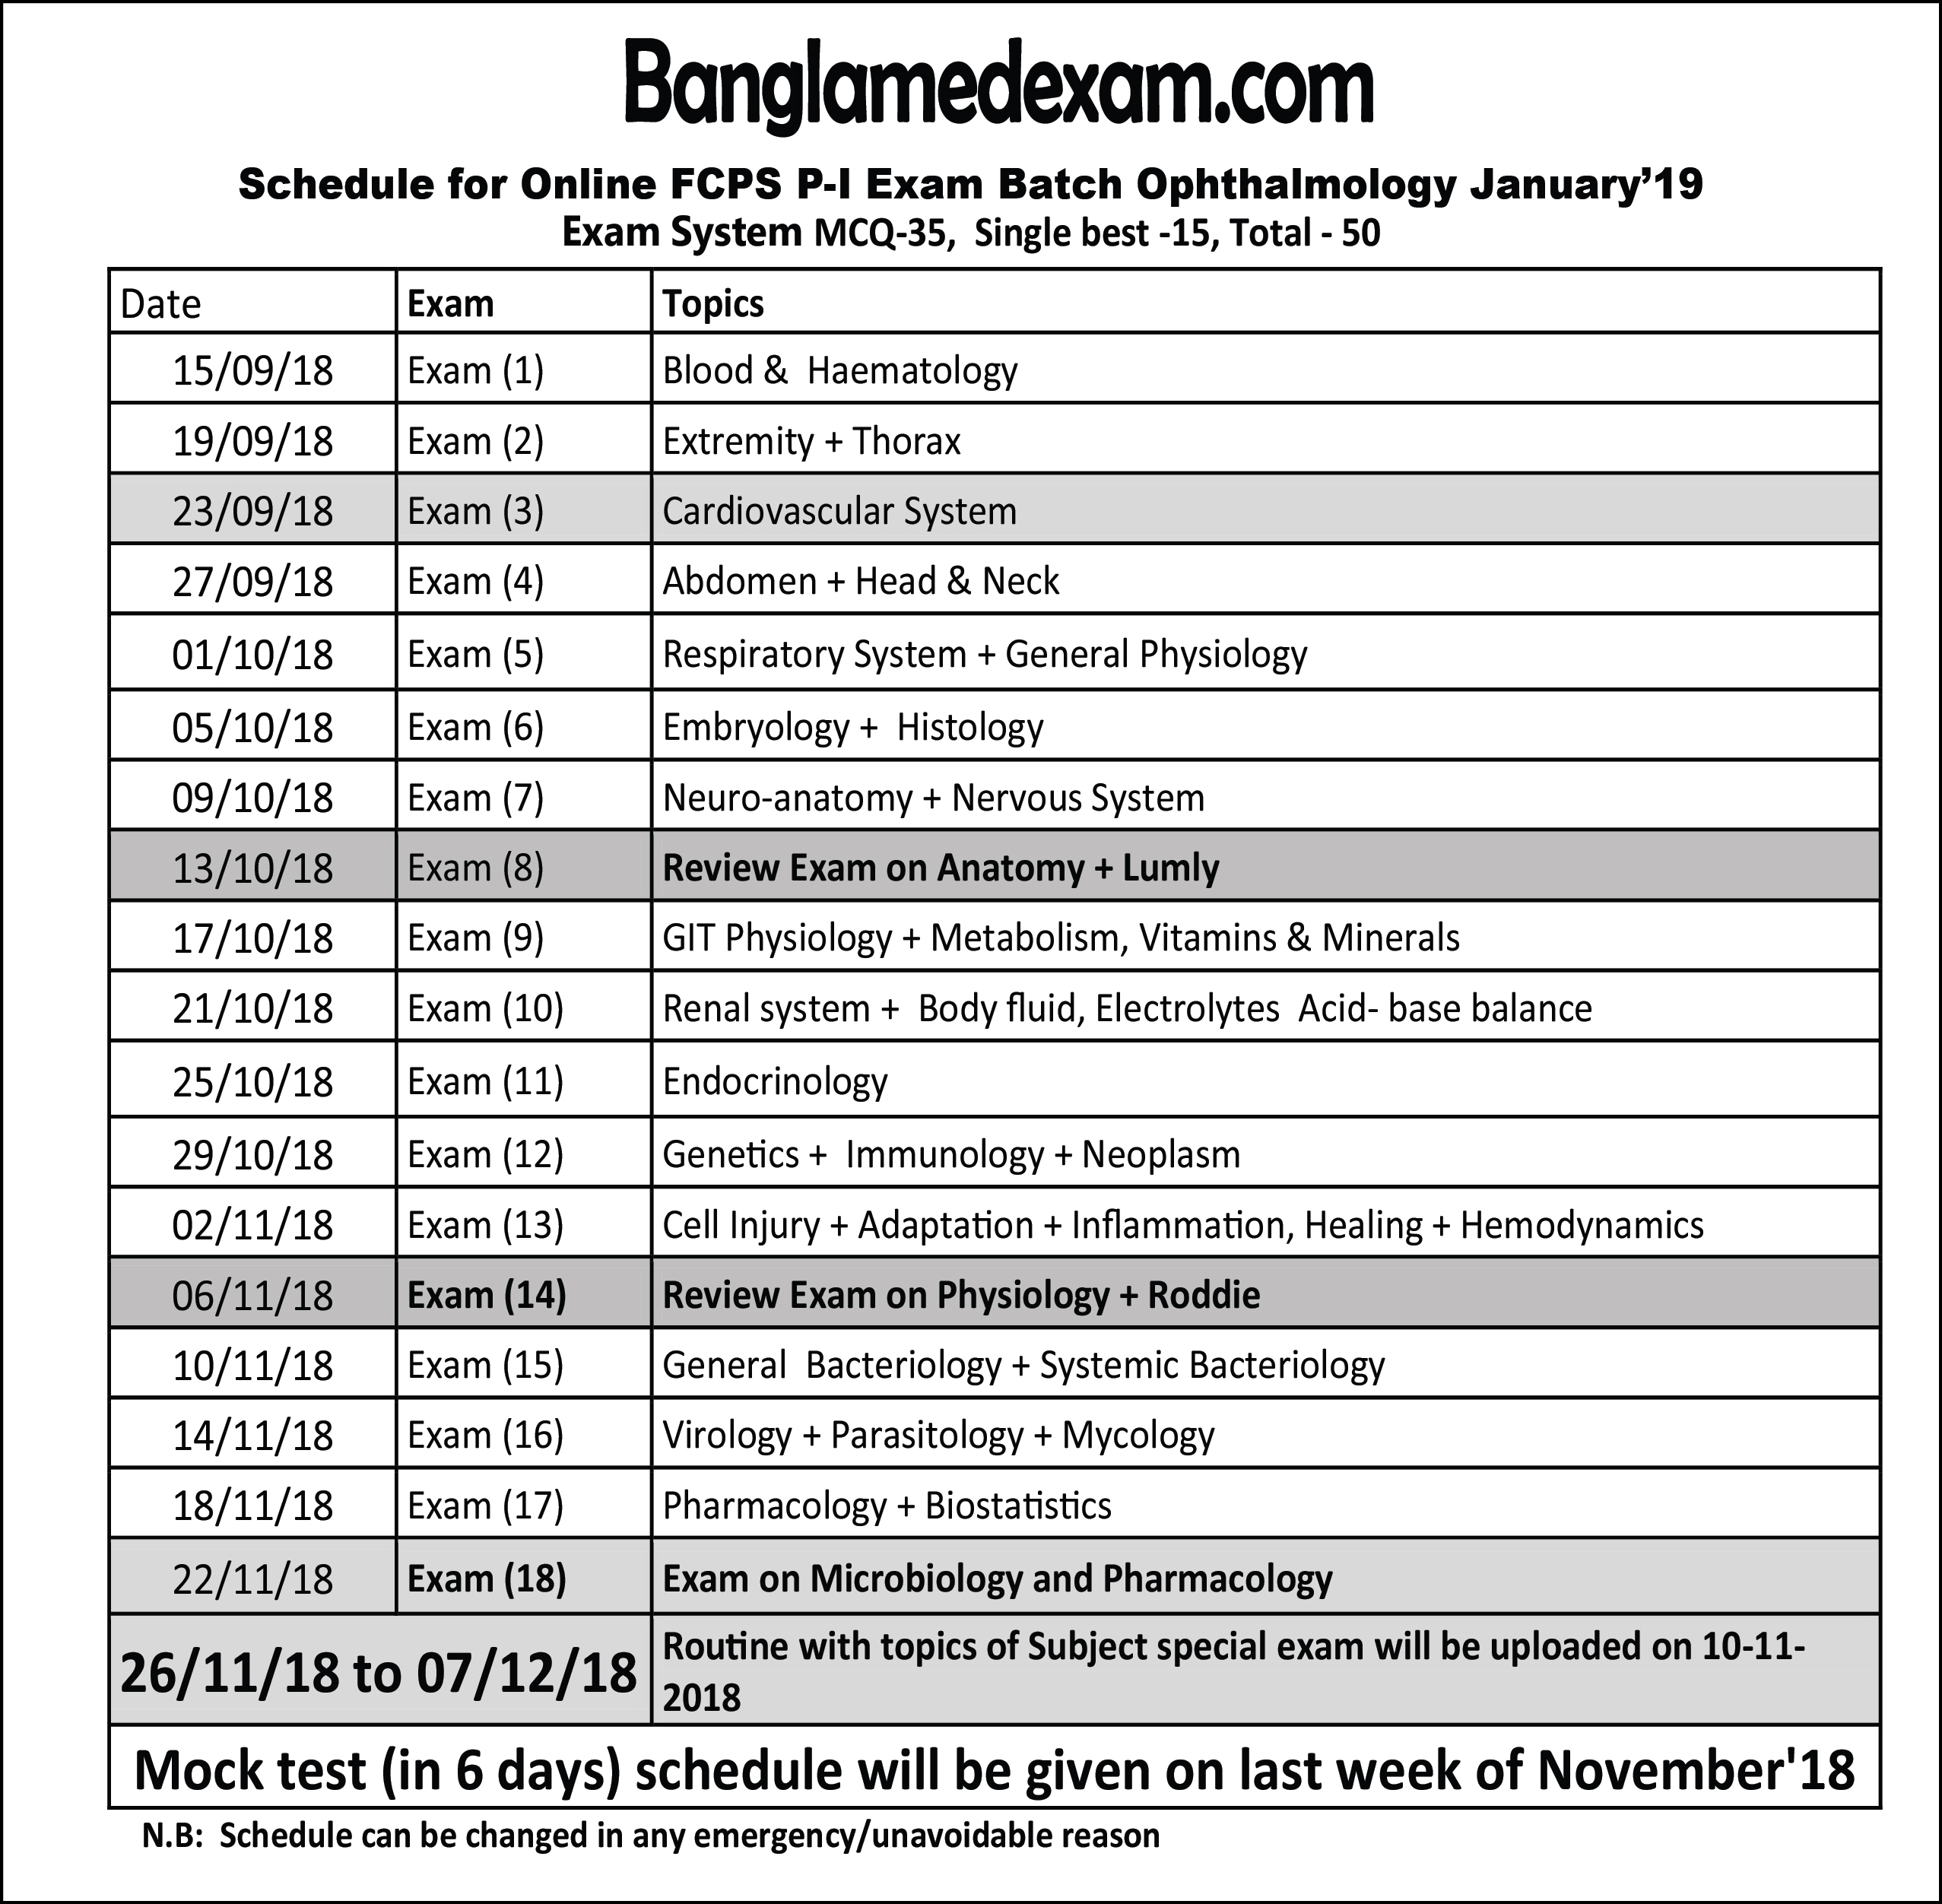 Banglamedexam.com
Schedule for Online FCPS P-I Exam Batch Ophthalmology January’19
Exam System MCQ-35,  Single best -15, Total - 50
Date Exam Topics
15/09/18 Exam (1) Blood &  Haematology
19/09/18 Exam (2) Extremity + Thorax
23/09/18 Exam (3) Cardiovascular System
27/09/18 Exam (4) Abdomen + Head & Neck
01/10/18 Exam (5) Respiratory System + General Physiology
05/10/18 Exam (6) Embryology +  Histology
09/10/18 Exam (7) Neuro-anatomy + Nervous System
13/10/18 Exam (8) Review Exam on Anatomy + Lumly
17/10/18 Exam (9) GIT Physiology + Metabolism, Vitamins & Minerals
21/10/18 Exam (10) Renal system +  Body fluid, Electrolytes  Acid- base balance
25/10/18 Exam (11) Endocrinology
29/10/18 Exam (12) Genetics +  Immunology + Neoplasm
02/11/18 Exam (13) Cell Injury + Adaptation + Inflammation, Healing + Hemodynamics
06/11/18 Exam (14) Review Exam on Physiology + Roddie
10/11/18 Exam (15) General  Bacteriology + Systemic Bacteriology
14/11/18 Exam (16) Virology + Parasitology + Mycology
18/11/18 Exam (17) Pharmacology + Biostatistics
22/11/18 Exam (18) Exam on Microbiology and Pharmacology
26/11/18 to 07/12/18 Routine with topics of Subject special exam will be uploaded on 10-11-
2018
Mock test (in 6 days) schedule will be given on last week of November'18
N.B:  Schedule can be changed in any emergency/unavoidable reason